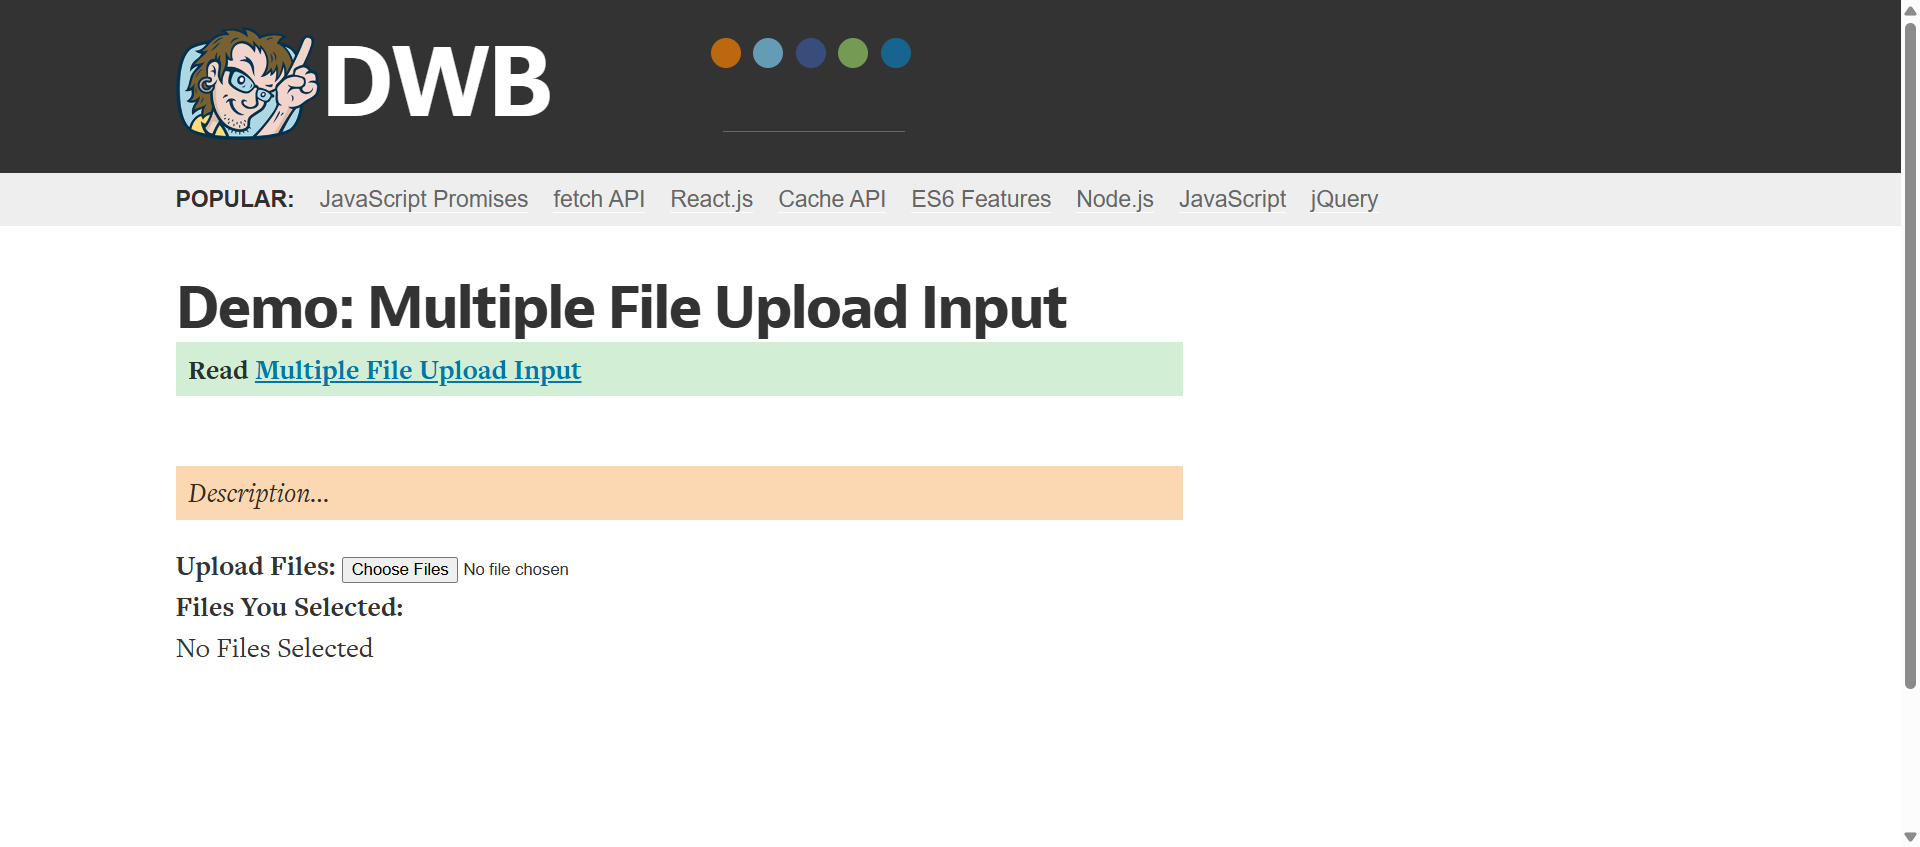 DWB
POPULAR: JavaScript Promises fetch API React.js Cache API ES6 Features Node.js JavaScript jQuery
Demo: Multiple File Upload Input
Read Multiple File Upload Input
Description...
Upload Files: Choose Files No file chosen
Files You Selected:
No Files Selected